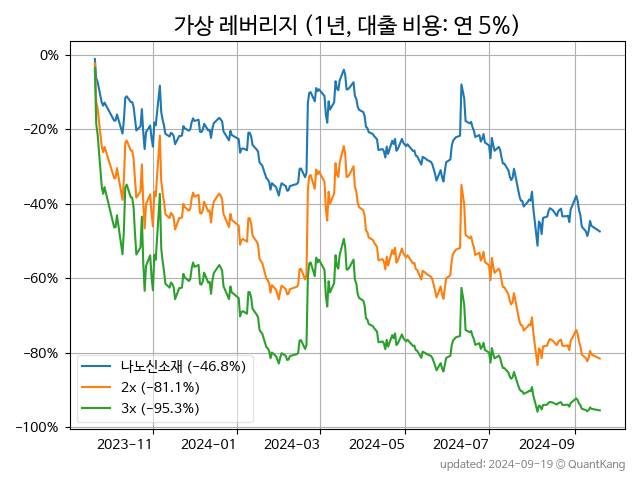 가상 레버리지 (1년, 대출 비용: 연 5%)
0%
−20%
−40%
−60%
−80%
−100%
나노신소재 (−46.8%)
2x (−81.1%)
3x (−95.3%)
2023-11 2024-01 2024-03 2024-05 2024-07 2024-09
updated: 2024-09-19 © QuantKang